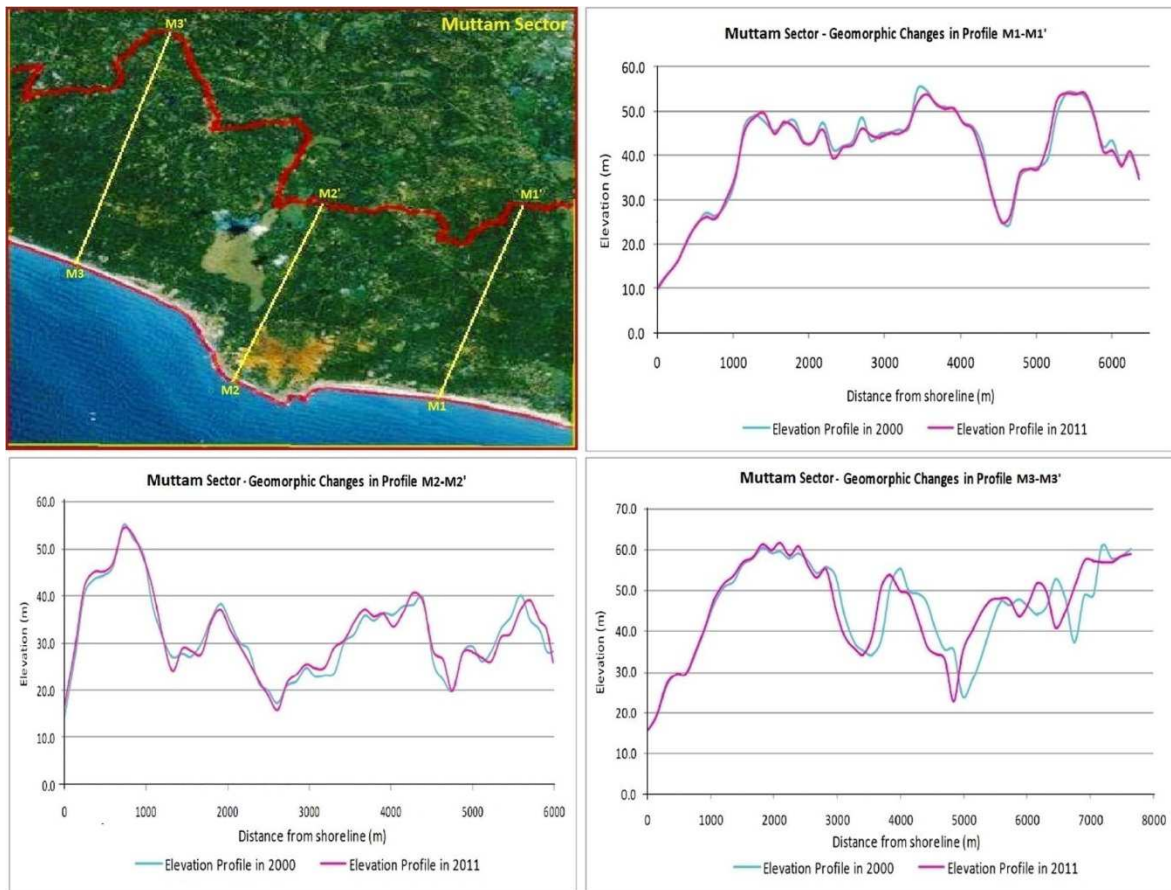 Muttam Sector
M3'
M2'
M1'
M3
M2
M1
Muttam Sector - Geomorphic Changes in Profile M1-M1'
Elevation (m)
60.0
50.0
40.0
30.0
20.0
10.0
0.0
0 1000 2000 3000 4000 5000 6000
Distance from shoreline (m)
Elevation Profile in 2000 Elevation Profile in 2011
Muttam Sector - Geomorphic Changes in Profile M2-M2'
Elevation (m)
60.0
50.0
40.0
30.0
20.0
10.0
0.0
0 1000 2000 3000 4000 5000 6000
Distance from shoreline (m)
Elevation Profile in 2000 Elevation Profile in 2011
Muttam Sector - Geomorphic Changes in Profile M3-M3'
Elevation (m)
70.0
60.0
50.0
40.0
30.0
20.0
10.0
0.0
0 1000 2000 3000 4000 5000 6000 7000 8000
Distance from shoreline (m)
Elevation Profile in 2000 Elevation Profile in 2011